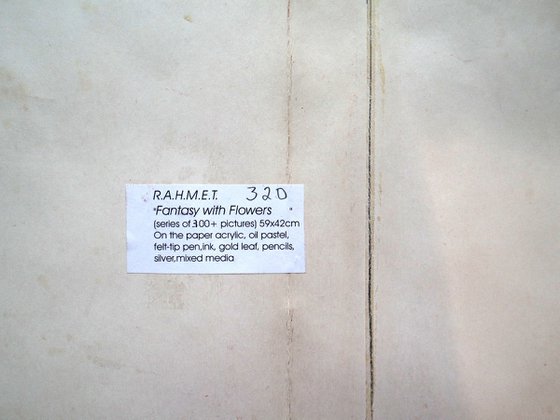 R.A.H.M.E.T. 320
"Fantasy with Flowers "
(series of 300+ pictures) 59x42cm
On the paper acrylic, oil pastel,
felt-tip pen,ink, gold leaf, pencils,
silver,mixed media